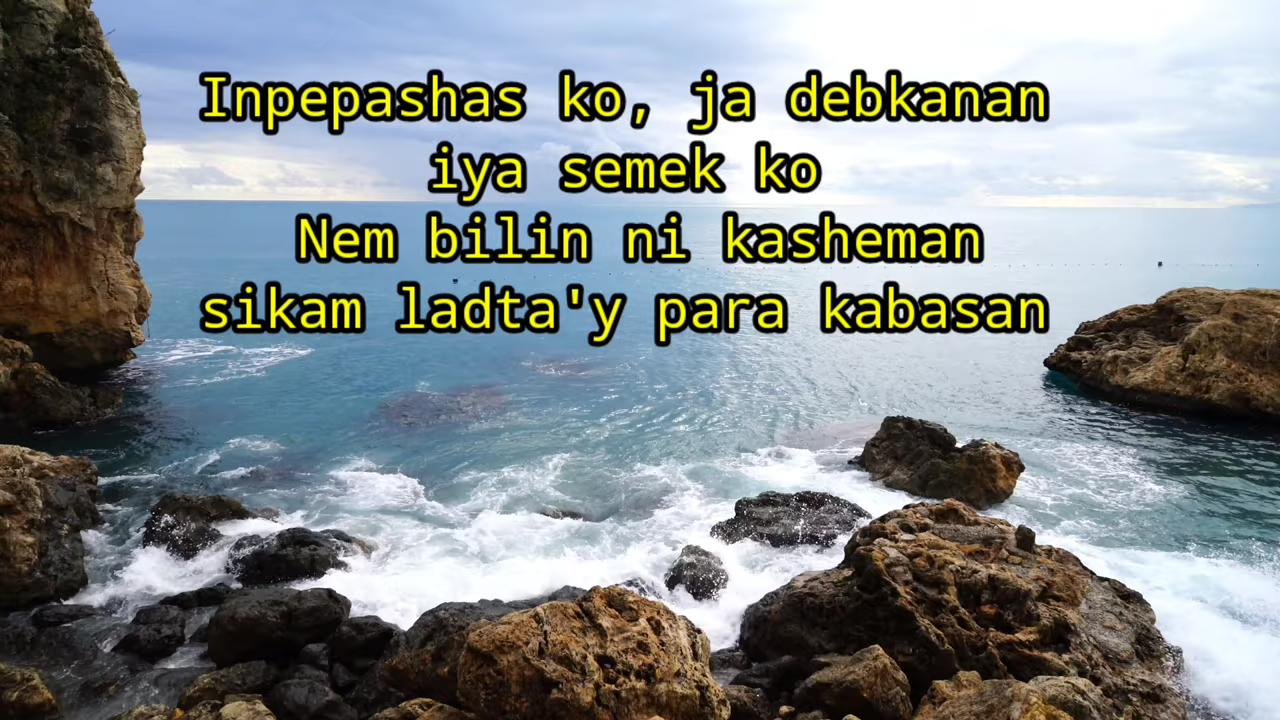 Inpepashas ko, ja debkanan
iya semek ko
Nem bilin ni kasheman
sikam ladta'y para kabasan